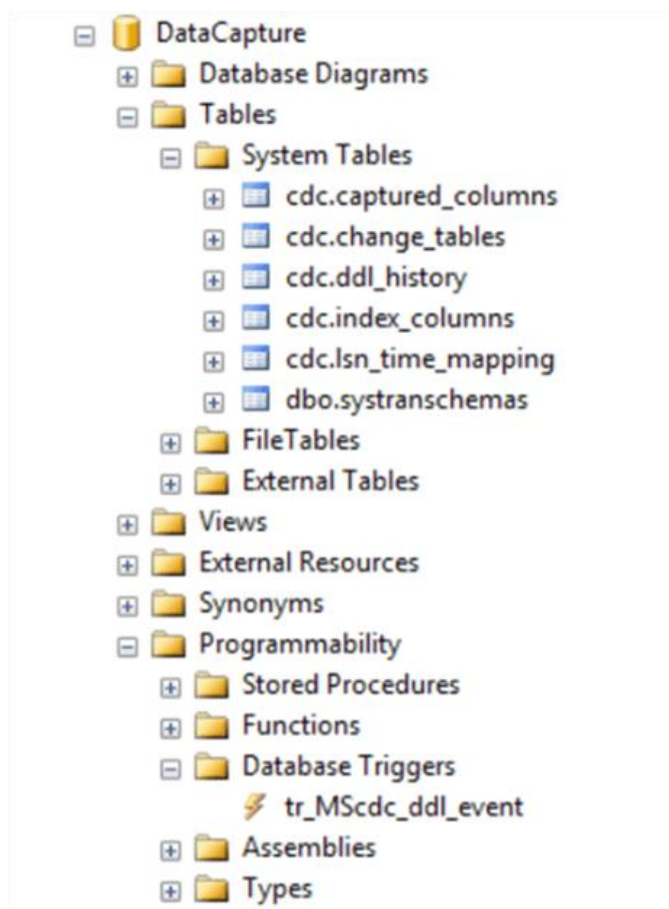 DataCapture
Database Diagrams
Tables
System Tables
cdc.captured_columns
cdc.change_tables
cdc.ddl_history
cdc.index_columns
cdc.lsn_time_mapping
dbo.systranschemas
FileTables
External Tables
Views
External Resources
Synonyms
Programmability
Stored Procedures
Functions
Database Triggers
tr_MScdc_ddl_event
Assemblies
Types